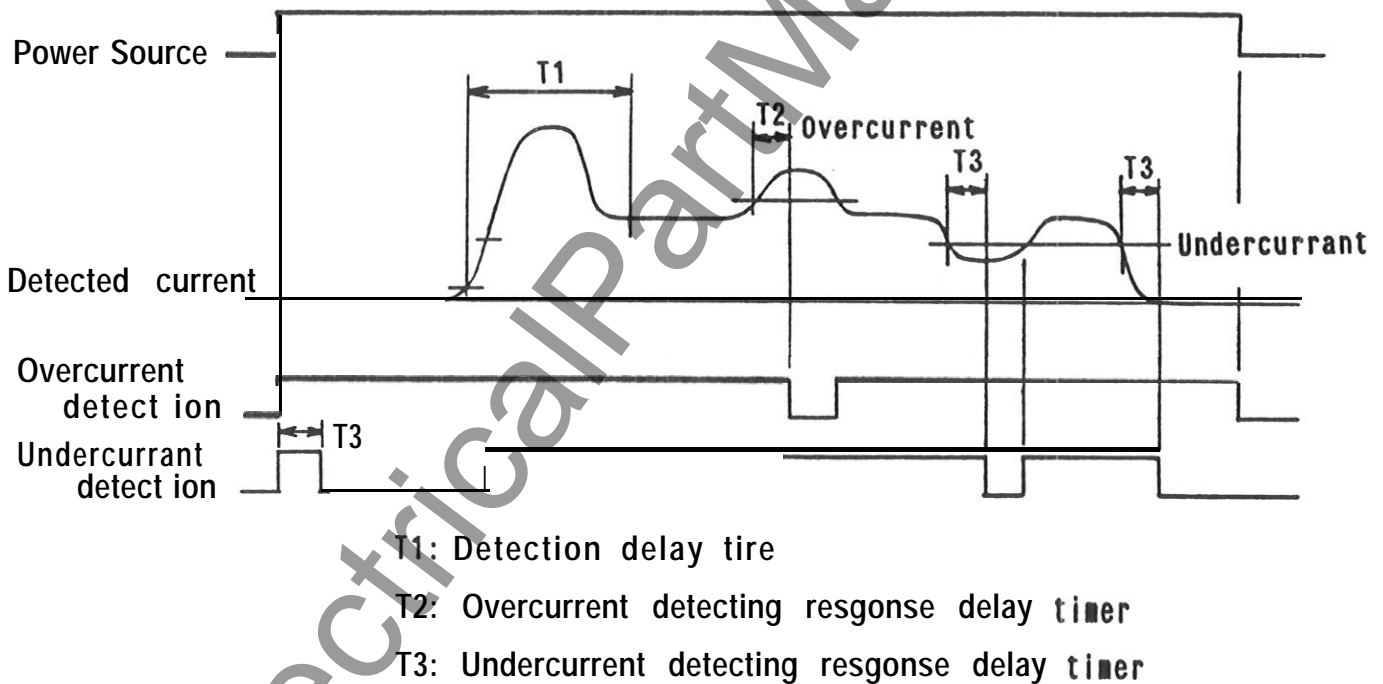 Power Source
T1
T2 Overcurrent
T3
T3
Undercurrant
Detected current
Overcurrent
detect ion
T3
Undercurrant
detect ion
T1: Detection delay tire
T2: Overcurrent detecting resgonse delay timer
T3: Undercurrent detecting resgonse delay timer
ectricalPartMa